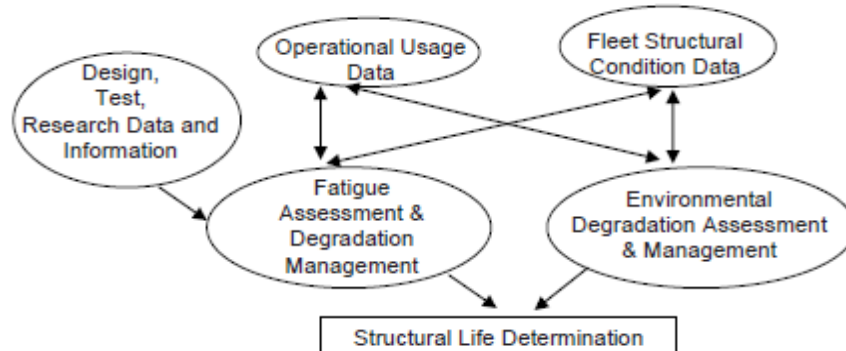 Operational Usage
Data
Fleet Structural
Condition Data
Design,
Test,
Research Data and
Information
Fatigue
Assessment &
Degradation
Management
Environmental
Degradation Assessment
& Management
Structural Life Determination